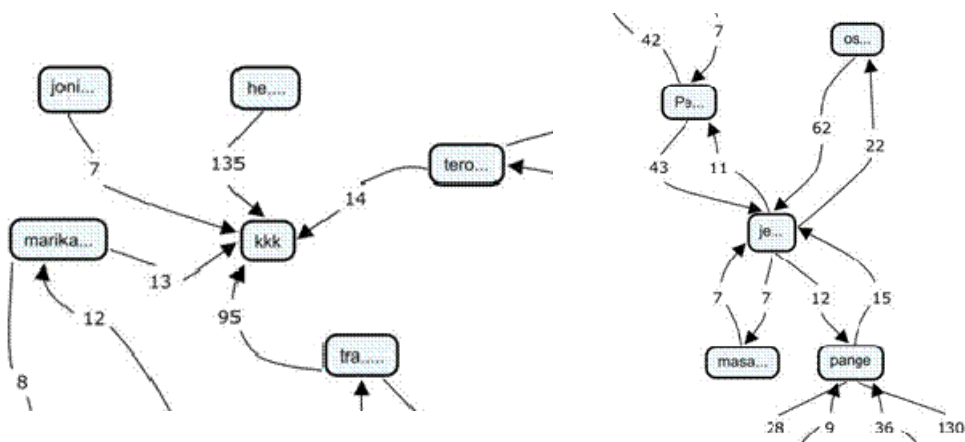 joni...
he....
7
135
tero...
14
marika...
kkk
13
12
95
tra.....
8
42
7
os...
Pe...
62
22
43
11
je...
7
7
12
15
masa...
pange
28
9
36
130